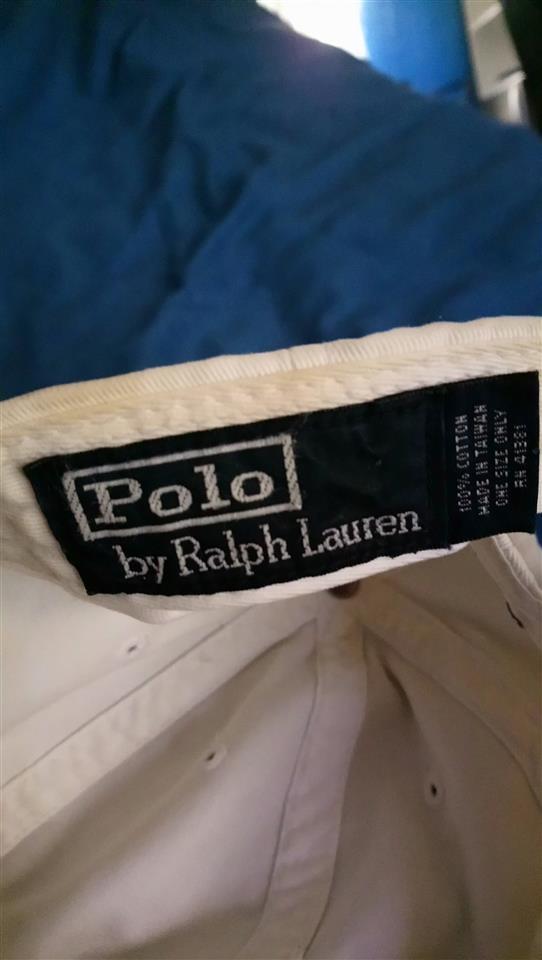 Polo
by Ralph Lauren
100% COTTON
MADE IN TAIWAN
ONE SIZE ONLY
RN 41381